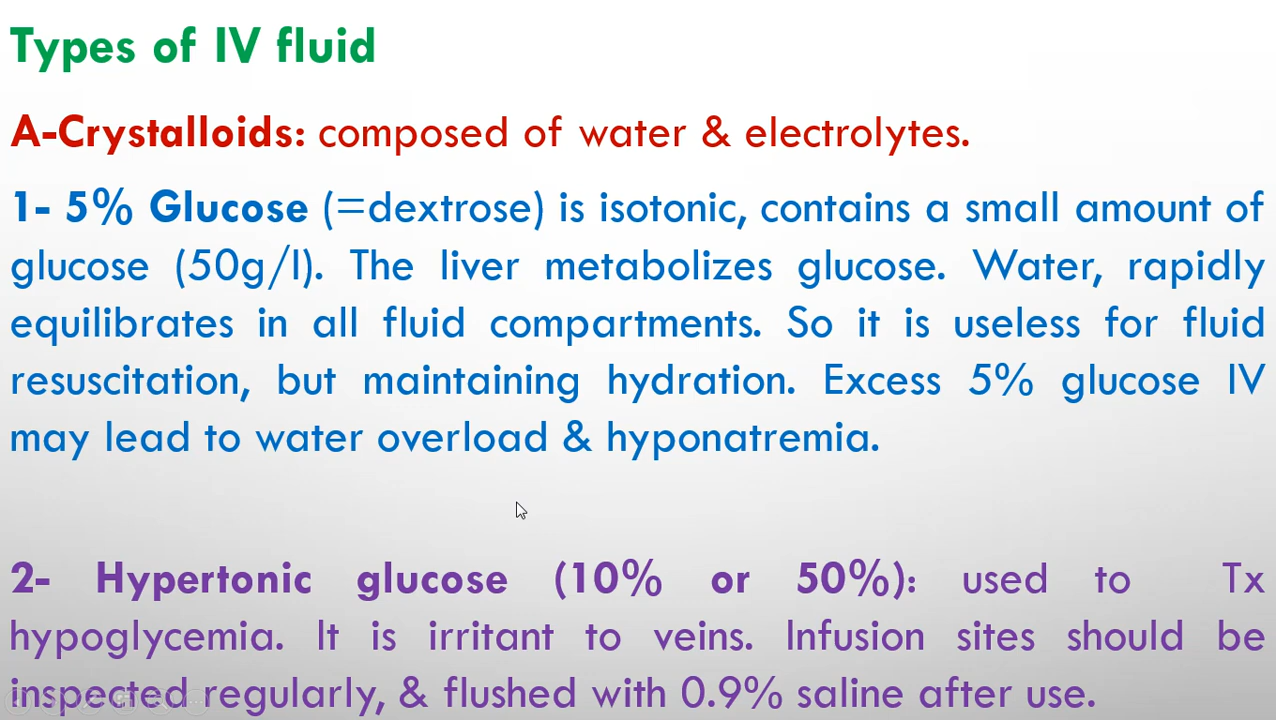 Types of IV fluid
A-Crystalloids: composed of water & electrolytes.
1- 5% Glucose (=dextrose) is isotonic, contains a small amount of
glucose (50g/l). The liver metabolizes glucose. Water, rapidly
equilibrates in all fluid compartments. So it is useless for fluid
resuscitation, but maintaining hydration. Excess 5% glucose IV
may lead to water overload & hyponatremia.
2- Hypertonic glucose (10% or 50%): used to Tx
hypoglycemia. It is irritant to veins. Infusion sites should be
inspected regularly, & flushed with 0.9% saline after use.